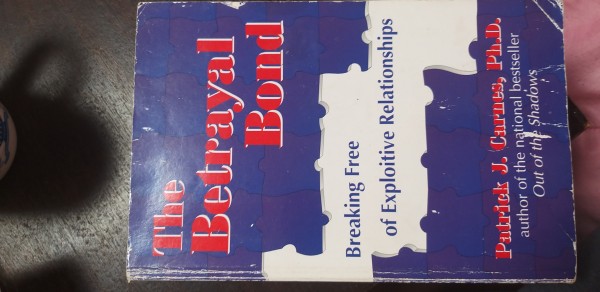 The
Betrayal
Bond
Breaking Free
of Exploitive Relationships
Patrick J. Carnes, Ph.D.
author of the national bestseller
Out of the Shadows